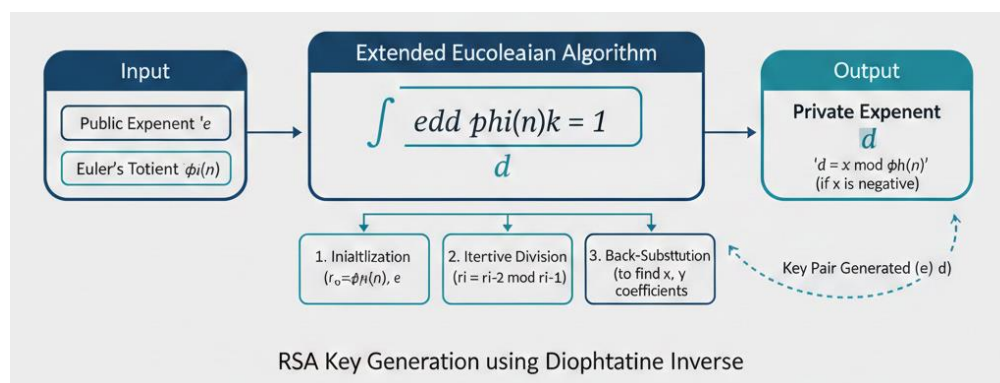 Input
Public Expenent 'e
Euler's Totient ϕi(n)
Extended Eucoleaian Algorithm
∫ edd phi(n)k = 1
d
Output
Private Expenent
d
'd = x mod ϕh(n)'
(if x is negative)
1. Inialtlization
(r₀=ϕhi(n), e
2. Itertive Division
(ri = ri-2 mod ri-1)
3. Back-Substtution
(to find x, y
coefficients
Key Pair Generated (e) d)
RSA Key Generation using Diophtatine Inverse